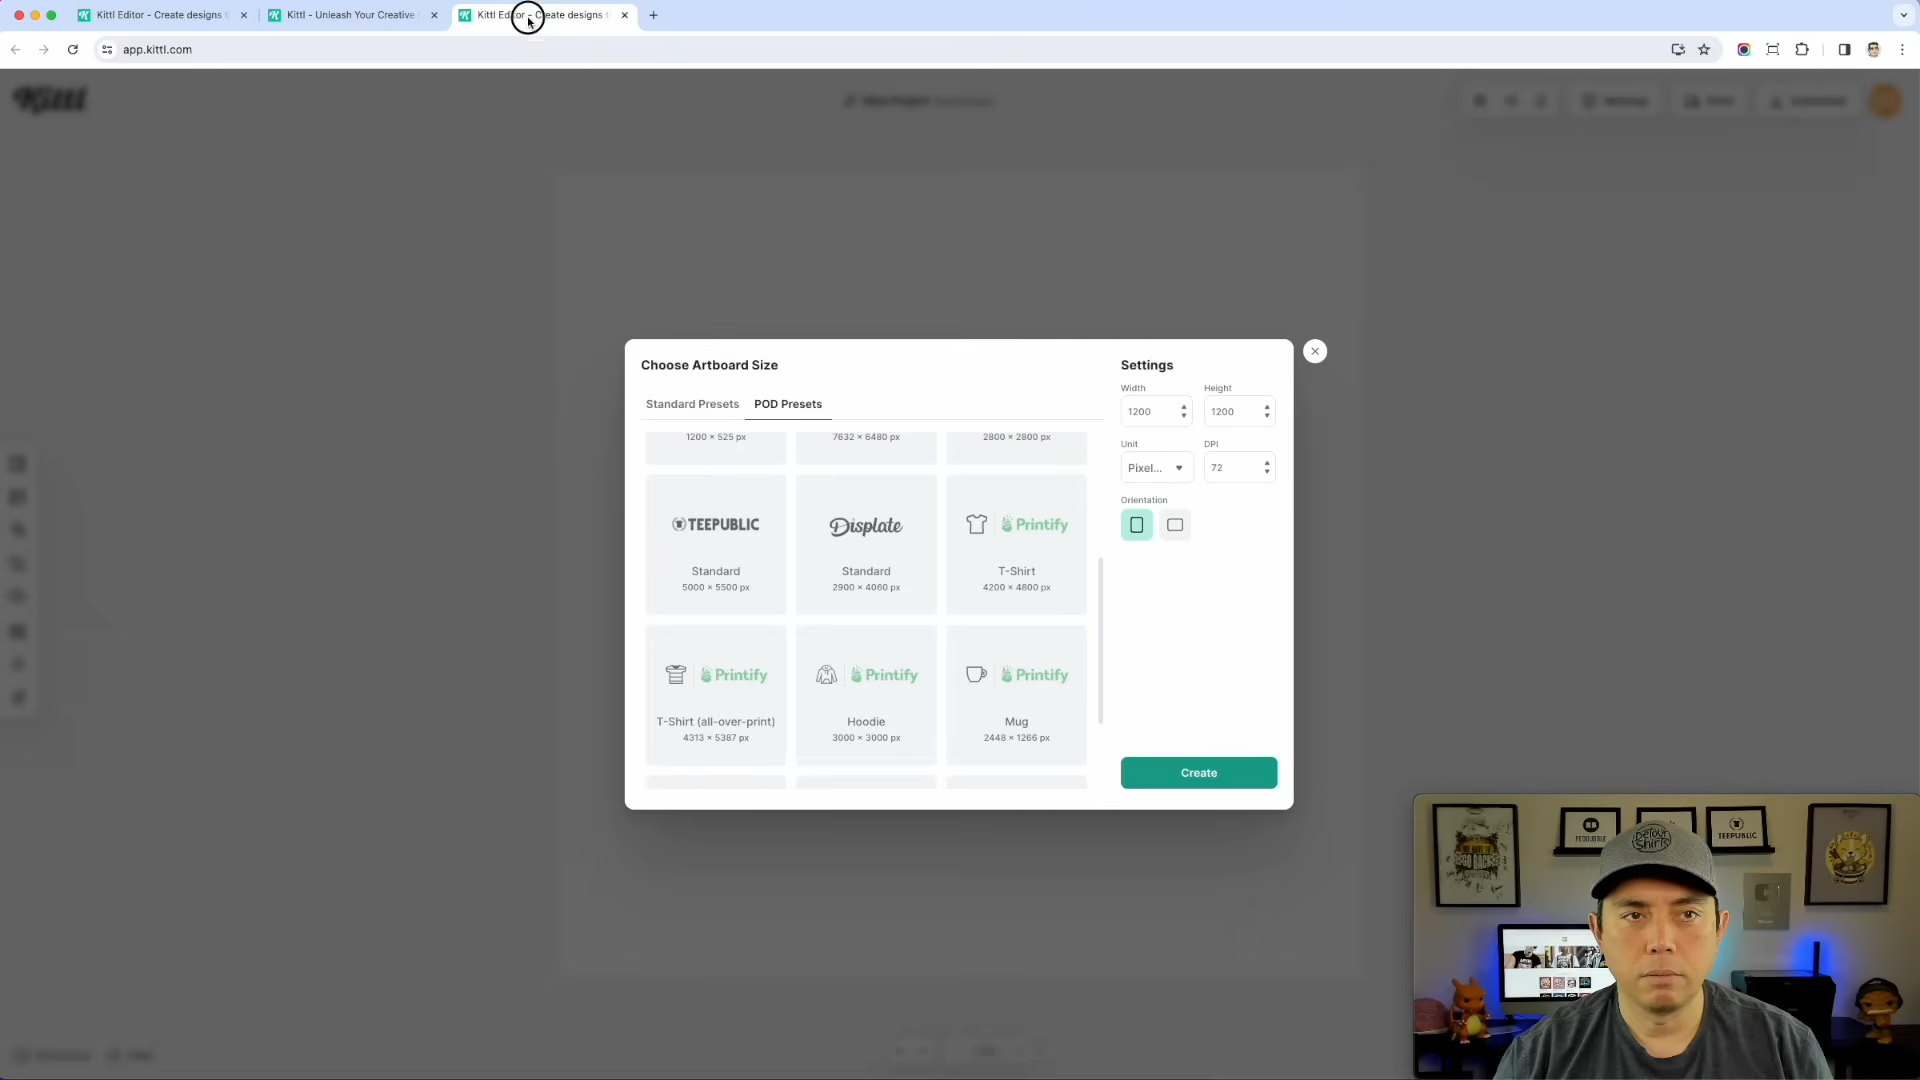 Kittl Editor - Create designs t
Kittl - Unleash Your Creative
Kittl Editor - Create designs t
app.kittl.com
Kittl
Choose Artboard Size
Settings
Standard Presets
POD Presets
Width
Height
1200
1200
Unit
DPI
Pixel...
72
Orientation
1200 × 525 px
7632 × 6480 px
2800 × 2800 px
TEEPUBLIC
Displate
Printify
Standard
Standard
T-Shirt
5000 × 5500 px
2900 × 4060 px
4200 × 4800 px
Printify
Printify
Printify
T-Shirt (all-over-print)
Hoodie
Mug
4313 × 5387 px
3000 × 3000 px
2448 × 1266 px
Create
REDBUBBLE
TEEPUBLIC
DeTour
Shirts